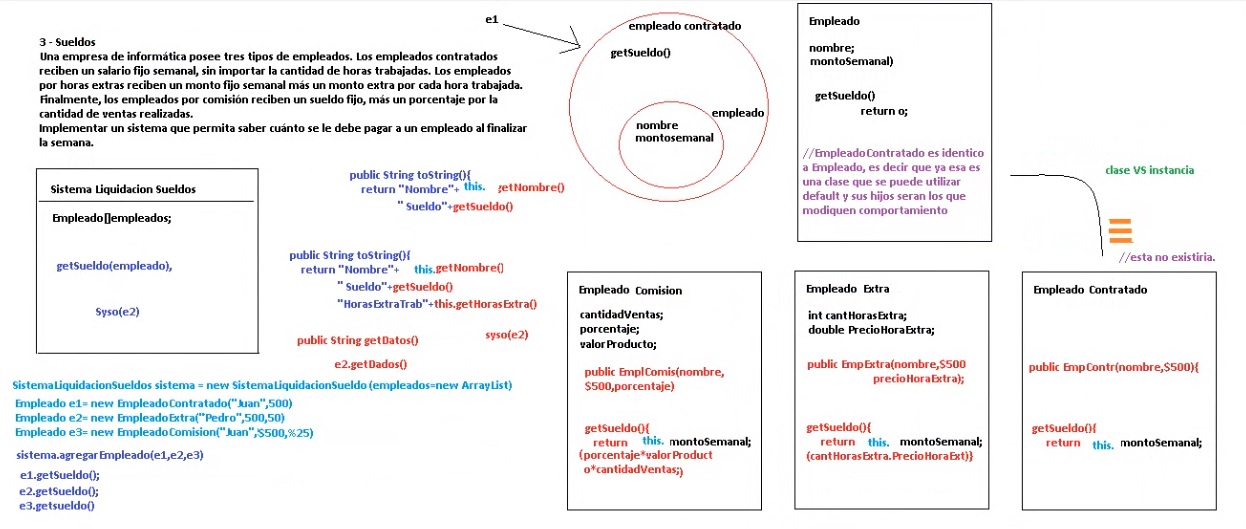 3 - Sueldos
Una empresa de informática posee tres tipos de empleados. Los empleados contratados
reciben un salario fijo semanal, sin importar la cantidad de horas trabajadas. Los empleados
por horas extras reciben un monto fijo semanal más un monto extra por cada hora trabajada.
Finalmente, los empleados por comisión reciben un sueldo fijo, más un porcentaje por la
cantidad de ventas realizadas.
Implementar un sistema que permita saber cuánto se le debe pagar a un empleado al finalizar
la semana.
e1
empleado contratado
getSueldo()
empleado
nombre
montosemanal
Empleado
nombre;
montoSemanal)
getSueldo()
return o;
//EmpleadoContratado es identico
a Empleado, es decir que ya esa es
una clase que se puede utilizar
default y sus hijos seran los que
modiquen comportamiento
clase VS instancia
//esta no existiria.
Sistema Liquidacion Sueldos
Empleado[]empleados;
getSueldo(empleado),
Syso(e2)
public String toString(){
return "Nombre"+ this. getNombre()
" Sueldo"+getSueldo()
public String toString(){
return "Nombre"+ this.getNombre()
" Sueldo"+getSueldo()
"HorasExtraTrab"+this.getHorasExtra()
public String getDatos()
syso(e2)
e2.getDados()
Empleado Comision
cantidadVentas;
porcentaje;
valorProducto;
public EmplComis(nombre,
$500,porcentaje)
getSueldo(){
return this. montoSemanal;
(porcentaje*valorProduct
o*cantidadVentas;)
Empleado Extra
int cantHorasExtra;
double PrecioHoraExtra;
public EmpExtra(nombre,$500
precioHoraExtra);
getSueldo(){
return this. montoSemanal;
(cantHorasExtra.PrecioHoraExt)}
Empleado Contratado
public EmpContr(nombre,$500){
getSueldo(){
return this. montoSemanal;
SistemaLiquidacionSueldos sistema = new SistemaLiquidacionSueldo (empleados=new ArrayList)
Empleado e1= new EmpleadoContratado("Juan",500)
Empleado e2= new EmpleadoExtra("Pedro",500,50)
Empleado e3= new EmpleadoComision("Juan",$500,%25)
sistema.agregarEmpleado(e1,e2,e3)
e1.getSueldo();
e2.getSueldo();
e3.getsueldo()